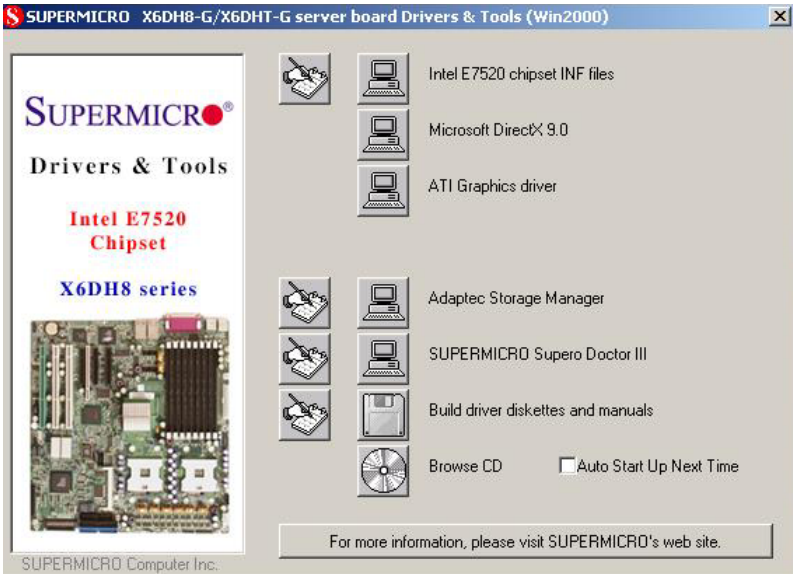 SUPERMICRO X6DH8-G/X6DHT-G server board Drivers & Tools (Win2000)
SUPERMICRO®
Drivers & Tools
Intel E7520
Chipset
X6DH8 series
SUPERMICRO Computer Inc.
Intel E7520 chipset INF files
Microsoft DirectX 9.0
ATI Graphics driver
Adaptec Storage Manager
SUPERMICRO Supero Doctor III
Build driver diskettes and manuals
Browse CD
Auto Start Up Next Time
For more information, please visit SUPERMICRO's web site.